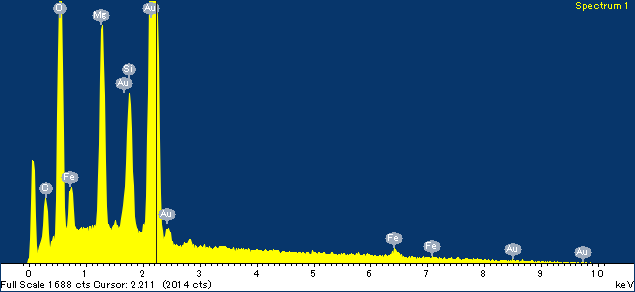 Spectrum 1
O Mg Au
Si
Au
Fe
C
Au
Fe Fe Au Au
0 1 2 3 4 5 6 7 8 9 10
Full Scale 1688 cts Cursor: 2.211 (2014 cts) keV